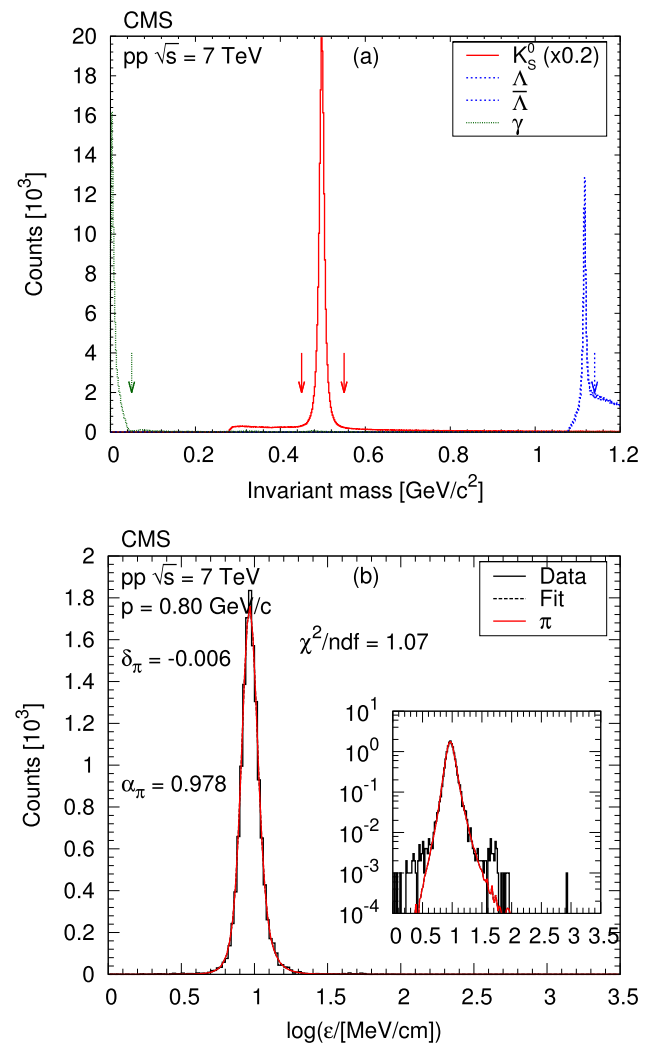 CMS
pp √s = 7 TeV
(a)
K⁰_S (x0.2)
Λ
Λ̅
γ
20
18
16
14
12
10
8
6
4
2
0
Counts [10³]
0 0.2 0.4 0.6 0.8 1 1.2
Invariant mass [GeV/c²]
CMS
pp √s = 7 TeV
(b)
p = 0.80 GeV/c
δ_π = -0.006
χ²/ndf = 1.07
α_π = 0.978
Data
Fit
π
2
1.8
1.6
1.4
1.2
1
0.8
0.6
0.4
0.2
0
Counts [10³]
10¹
10⁰
10⁻¹
10⁻²
10⁻³
10⁻⁴
0 0.5 1 1.5 2 2.5 3 3.5
0 0.5 1 1.5 2 2.5 3 3.5
log(ε/[MeV/cm])